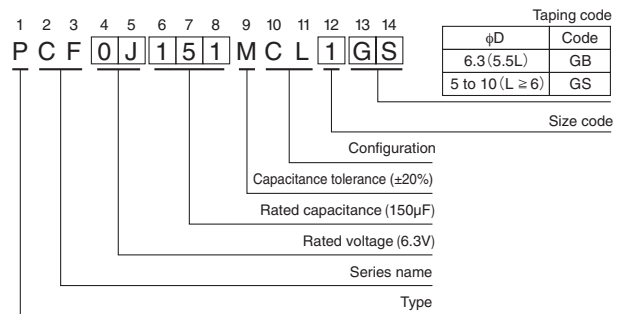 1 2 3 4 5 6 7 8 9 10 11 12 13 14
P C F 0 J 1 5 1 M C L 1 G S
Taping code
ϕD Code
6.3(5.5L) GB
5 to 10(L ≧ 6) GS
Size code
Configuration
Capacitance tolerance (±20%)
Rated capacitance (150µF)
Rated voltage (6.3V)
Series name
Type